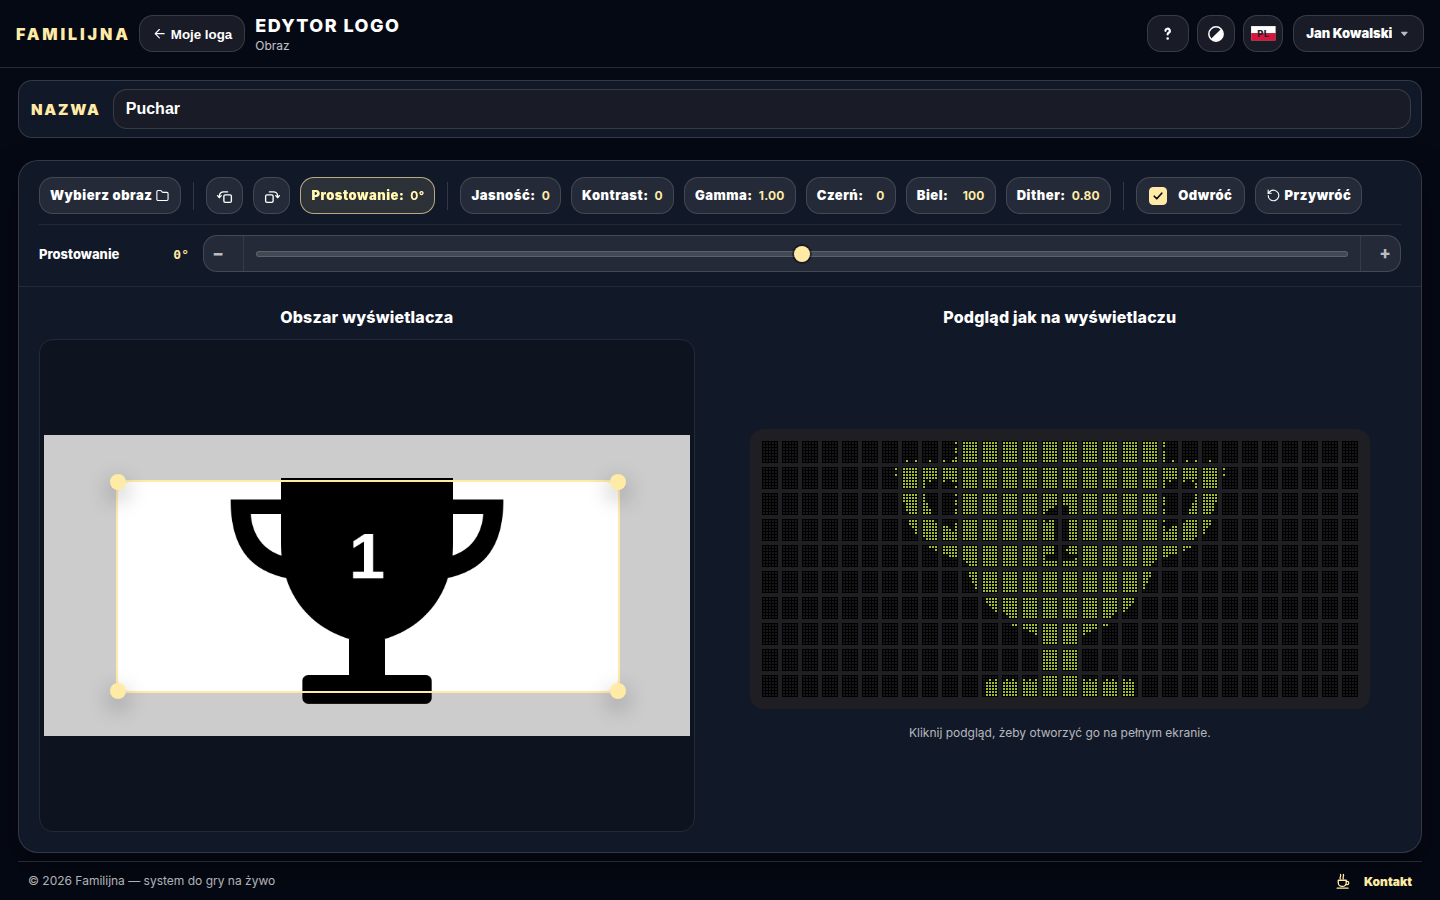 FAMILIJNA
← Moje loga
EDYTOR LOGO
Obraz
?
PL
Jan Kowalski
NAZWA
Puchar
Wybierz obraz
Prostowanie: 0°
Jasność: 0
Kontrast: 0
Gamma: 1.00
Czerń: 0
Biel: 100
Dither: 0.80
Odwróć
Przywróć
Prostowanie 0° − +
Obszar wyświetlacza
Podgląd jak na wyświetlaczu
1
Kliknij podgląd, żeby otworzyć go na pełnym ekranie.
© 2026 Familijna — system do gry na żywo
Kontakt